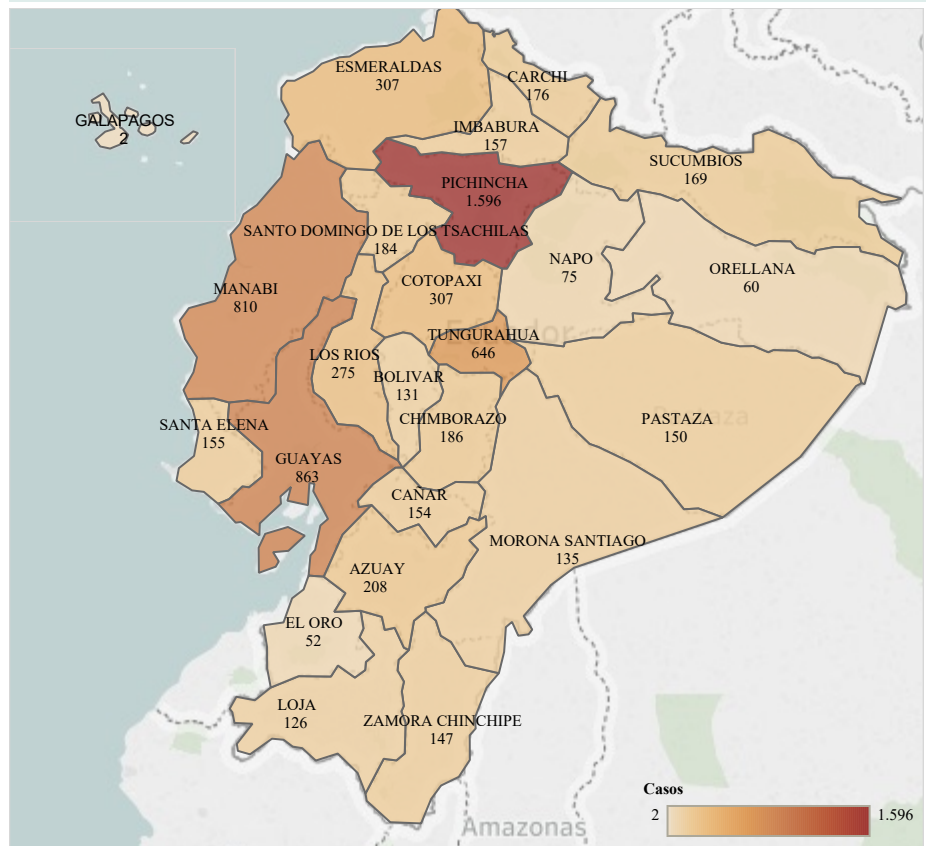 ESMERALDAS
307
CARCHI
176
IMBABURA
157
GALAPAGOS
2
SUCUMBIOS
169
PICHINCHA
1.596
SANTO DOMINGO DE LOS TSACHILAS
184
NAPO
75
ORELLANA
60
COTOPAXI
307
MANABI
810
Ecuador
TUNGURAHUA
646
LOS RIOS
275
BOLIVAR
131
CHIMBORAZO
186
PASTAZA
150
Pastaza
SANTA ELENA
155
GUAYAS
863
CAÑAR
154
MORONA SANTIAGO
135
AZUAY
208
EL ORO
52
LOJA
126
ZAMORA CHINCHIPE
147
Casos
2
1.596
Amazonas